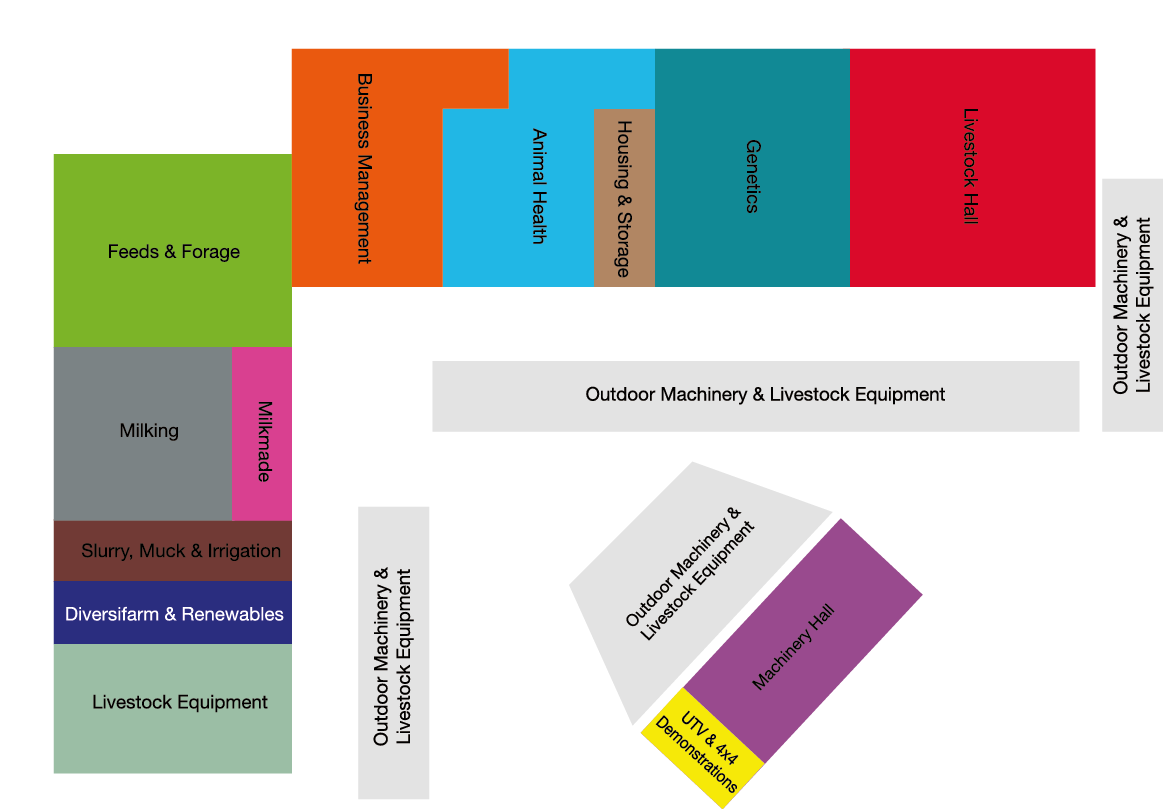 Business Management
Animal Health
Housing & Storage
Genetics
Livestock Hall
Outdoor Machinery &
Livestock Equipment
Feeds & Forage
Milking
Milkmade
Outdoor Machinery & Livestock Equipment
Slurry, Muck & Irrigation
Diversifarm & Renewables
Livestock Equipment
Outdoor Machinery &
Livestock Equipment
Outdoor Machinery &
Livestock Equipment
Machinery Hall
UTV & 4x4
Demonstrations